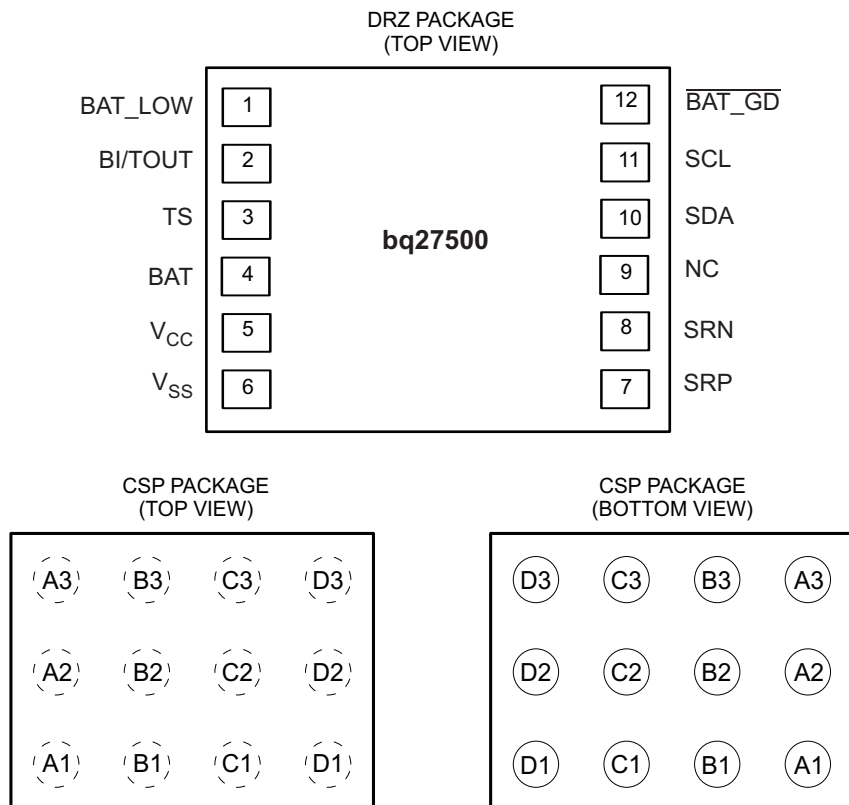 DRZ PACKAGE
(TOP VIEW)
BAT_LOW 1 12 BAT_GD
BI/TOUT 2 11 SCL
TS 3 10 SDA
bq27500
BAT 4 9 NC
VCC 5 8 SRN
VSS 6 7 SRP
CSP PACKAGE
(TOP VIEW)
A3 B3 C3 D3
A2 B2 C2 D2
A1 B1 C1 D1
CSP PACKAGE
(BOTTOM VIEW)
D3 C3 B3 A3
D2 C2 B2 A2
D1 C1 B1 A1